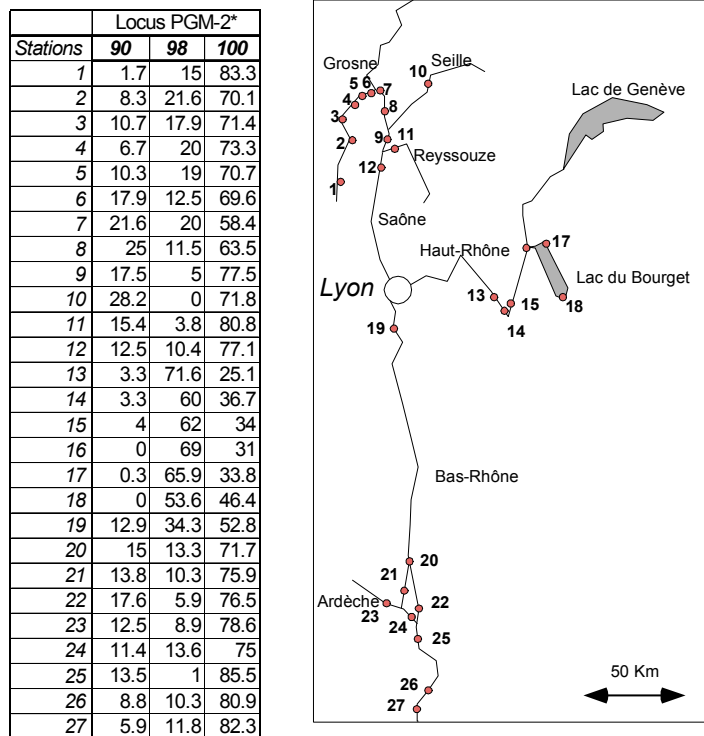 Locus PGM-2*
Stations 90 98 100
1 1.7 15 83.3
2 8.3 21.6 70.1
3 10.7 17.9 71.4
4 6.7 20 73.3
5 10.3 19 70.7
6 17.9 12.5 69.6
7 21.6 20 58.4
8 25 11.5 63.5
9 17.5 5 77.5
10 28.2 0 71.8
11 15.4 3.8 80.8
12 12.5 10.4 77.1
13 3.3 71.6 25.1
14 3.3 60 36.7
15 4 62 34
16 0 69 31
17 0.3 65.9 33.8
18 0 53.6 46.4
19 12.9 34.3 52.8
20 15 13.3 71.7
21 13.8 10.3 75.9
22 17.6 5.9 76.5
23 12.5 8.9 78.6
24 11.4 13.6 75
25 13.5 1 85.5
26 8.8 10.3 80.9
27 5.9 11.8 82.3
Grosne Seille
10
5 6 7
4
8
3
2
9 11
12
1
Reyssouze
Lac de Genève
Saône
Haut-Rhône
17
Lac du Bourget
Lyon
13
15
18
14
19
Bas-Rhône
20
21
Ardèche
22
23
24
25
26
27
50 Km